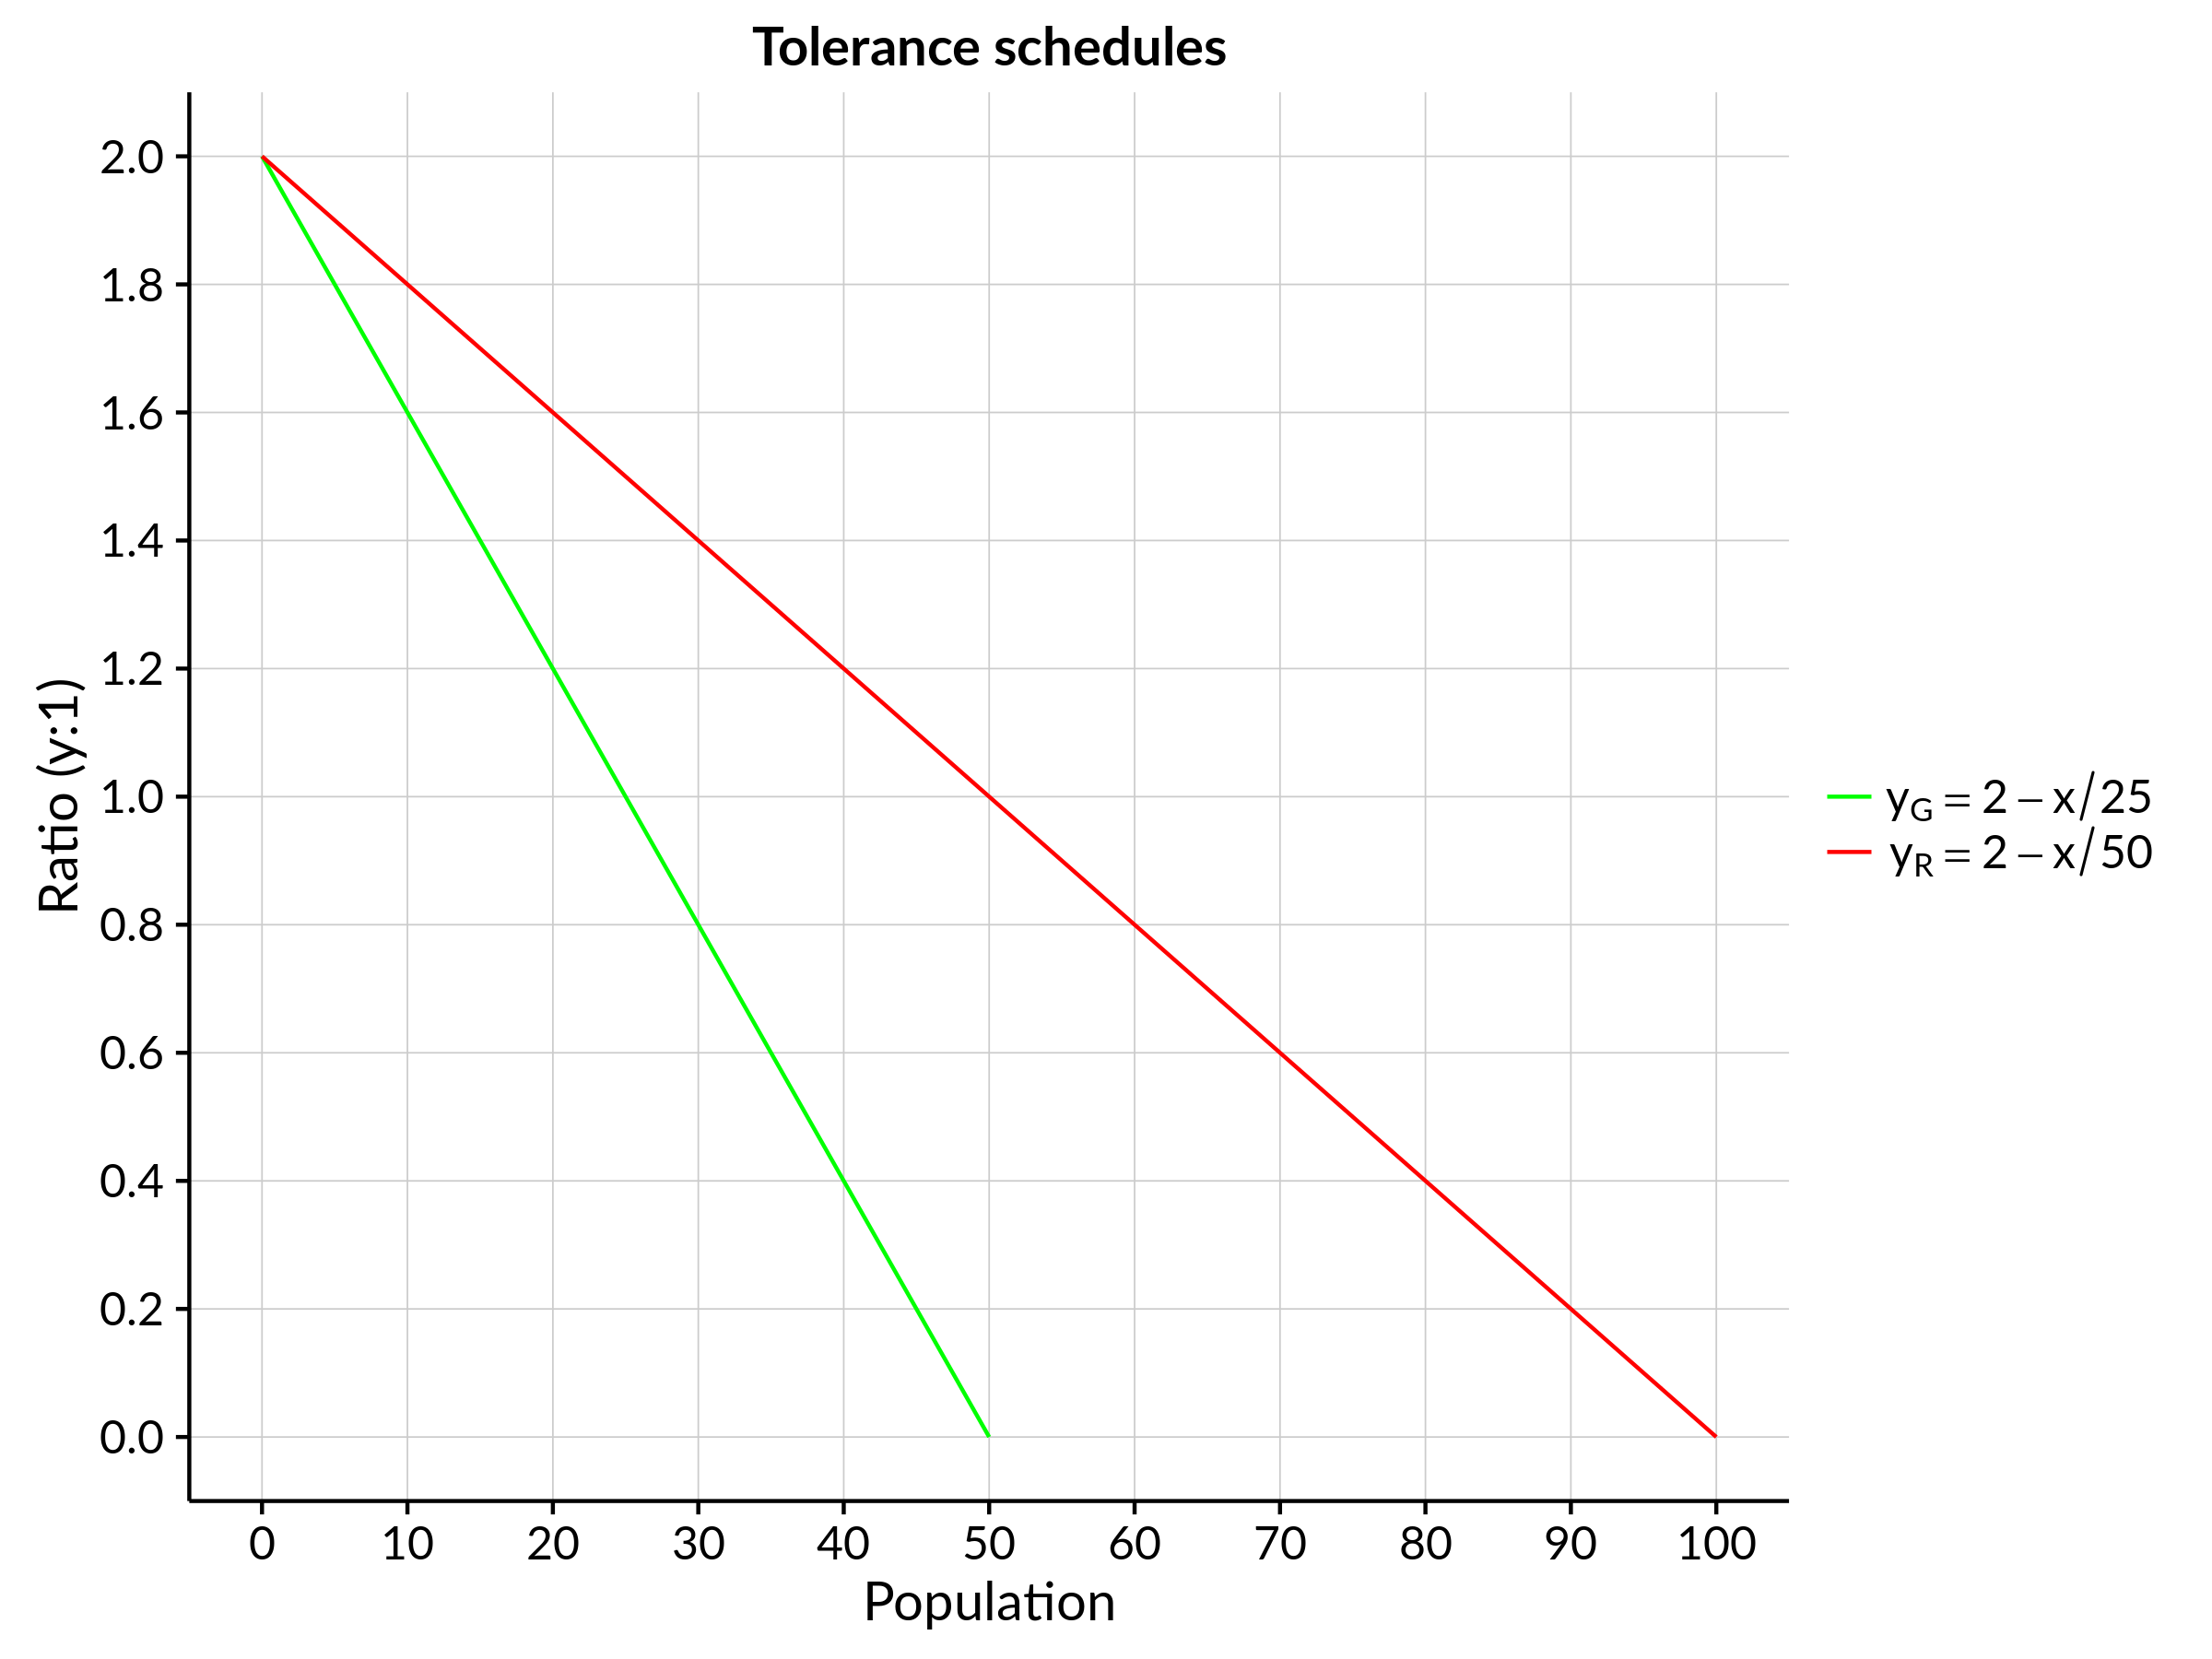 Tolerance schedules
Ratio (y:1)
2.0
1.8
1.6
1.4
1.2
1.0
0.8
0.6
0.4
0.2
0.0
0 10 20 30 40 50 60 70 80 90 100
Population
y_G = 2 – x/25
y_R = 2 – x/50